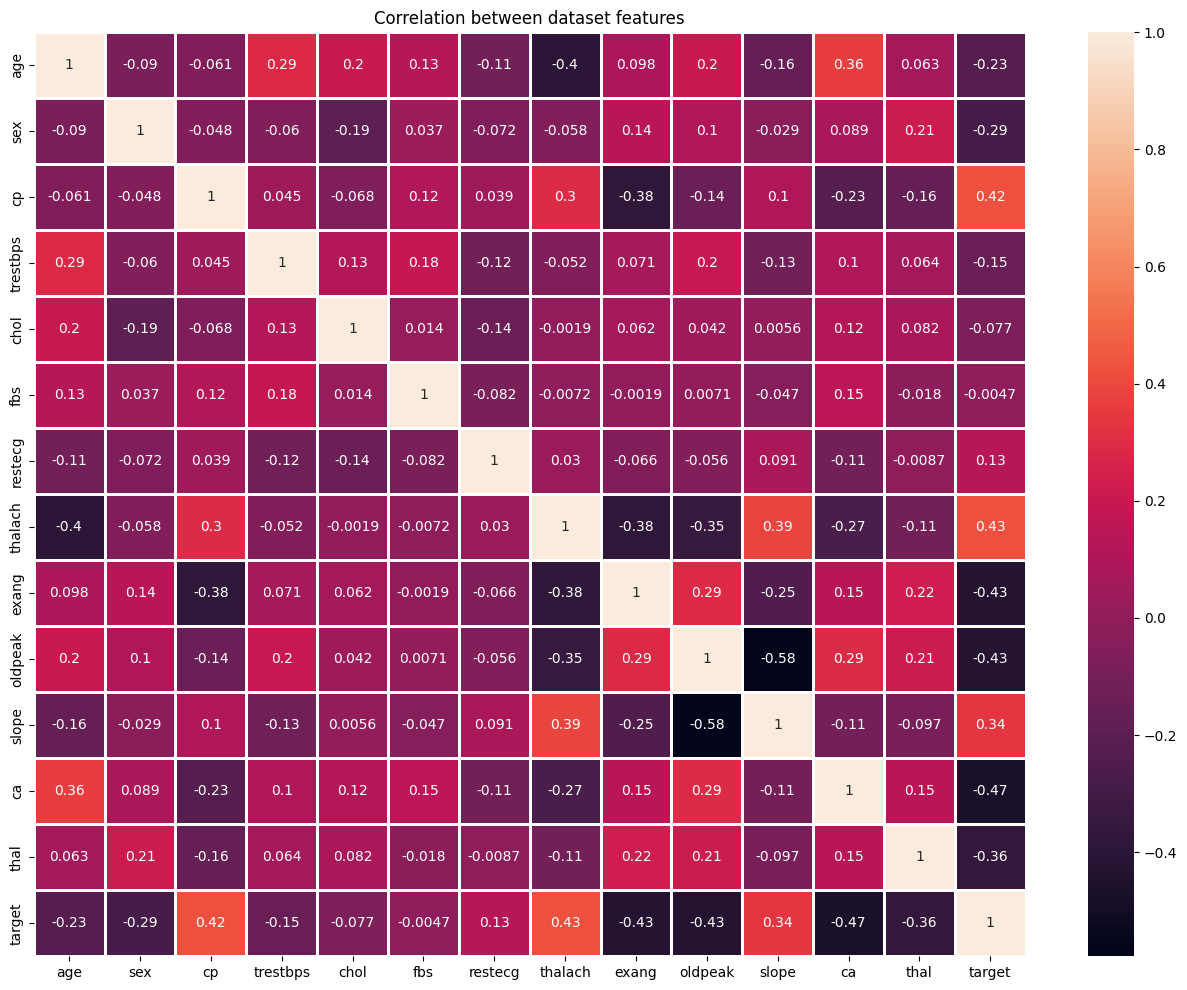 Correlation between dataset features
age 1 -0.09 -0.061 0.29 0.2 0.13 -0.11 -0.4 0.098 0.2 -0.16 0.36 0.063 -0.23
sex -0.09 1 -0.048 -0.06 -0.19 0.037 -0.072 -0.058 0.14 0.1 -0.029 0.089 0.21 -0.29
cp -0.061 -0.048 1 0.045 -0.068 0.12 0.039 0.3 -0.38 -0.14 0.1 -0.23 -0.16 0.42
trestbps 0.29 -0.06 0.045 1 0.13 0.18 -0.12 -0.052 0.071 0.2 -0.13 0.1 0.064 -0.15
chol 0.2 -0.19 -0.068 0.13 1 0.014 -0.14 -0.0019 0.062 0.042 0.0056 0.12 0.082 -0.077
fbs 0.13 0.037 0.12 0.18 0.014 1 -0.082 -0.0072 -0.0019 0.0071 -0.047 0.15 -0.018 -0.0047
restecg -0.11 -0.072 0.039 -0.12 -0.14 -0.082 1 0.03 -0.066 -0.056 0.091 -0.11 -0.0087 0.13
thalach -0.4 -0.058 0.3 -0.052 -0.0019 -0.0072 0.03 1 -0.38 -0.35 0.39 -0.27 -0.11 0.43
exang 0.098 0.14 -0.38 0.071 0.062 -0.0019 -0.066 -0.38 1 0.29 -0.25 0.15 0.22 -0.43
oldpeak 0.2 0.1 -0.14 0.2 0.042 0.0071 -0.056 -0.35 0.29 1 -0.58 0.29 0.21 -0.43
slope -0.16 -0.029 0.1 -0.13 0.0056 -0.047 0.091 0.39 -0.25 -0.58 1 -0.11 -0.097 0.34
ca 0.36 0.089 -0.23 0.1 0.12 0.15 -0.11 -0.27 0.15 0.29 -0.11 1 0.15 -0.47
thal 0.063 0.21 -0.16 0.064 0.082 -0.018 -0.0087 -0.11 0.22 0.21 -0.097 0.15 1 -0.36
target -0.23 -0.29 0.42 -0.15 -0.077 -0.0047 0.13 0.43 -0.43 -0.43 0.34 -0.47 -0.36 1
age sex cp trestbps chol fbs restecg thalach exang oldpeak slope ca thal target
1.0
0.8
0.6
0.4
0.2
0.0
−0.2
−0.4